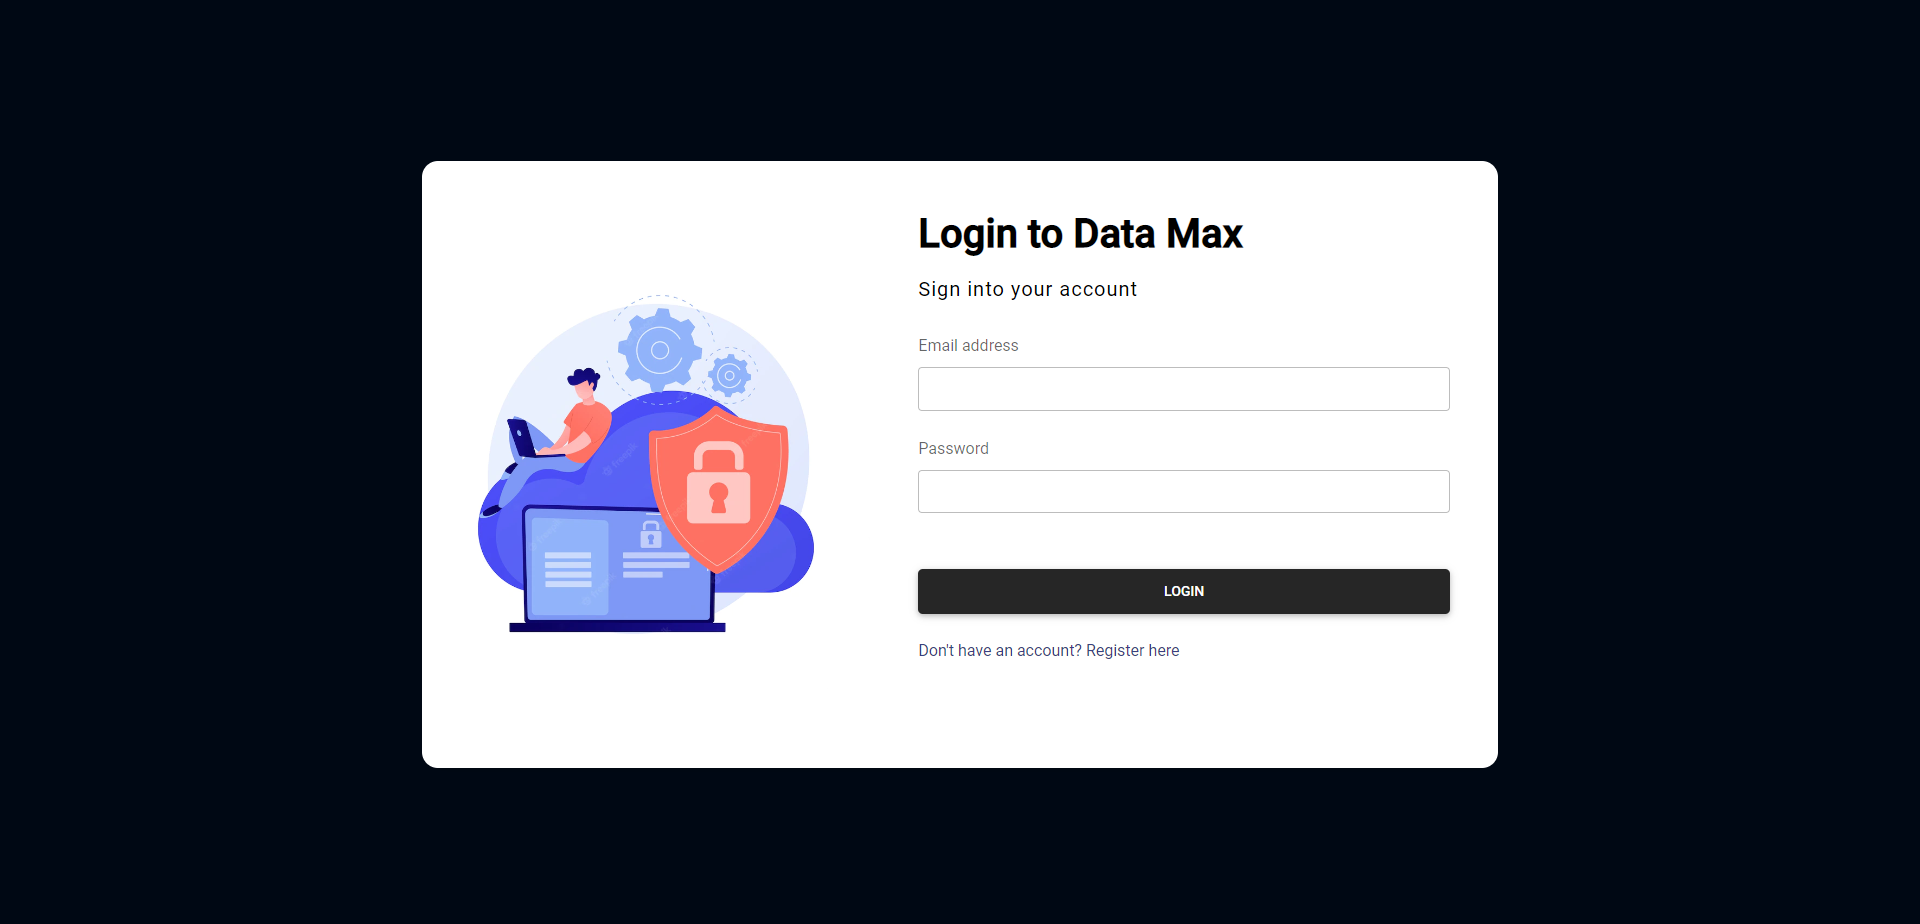 Login to Data Max
Sign into your account
Email address
Password
LOGIN
Don't have an account? Register here